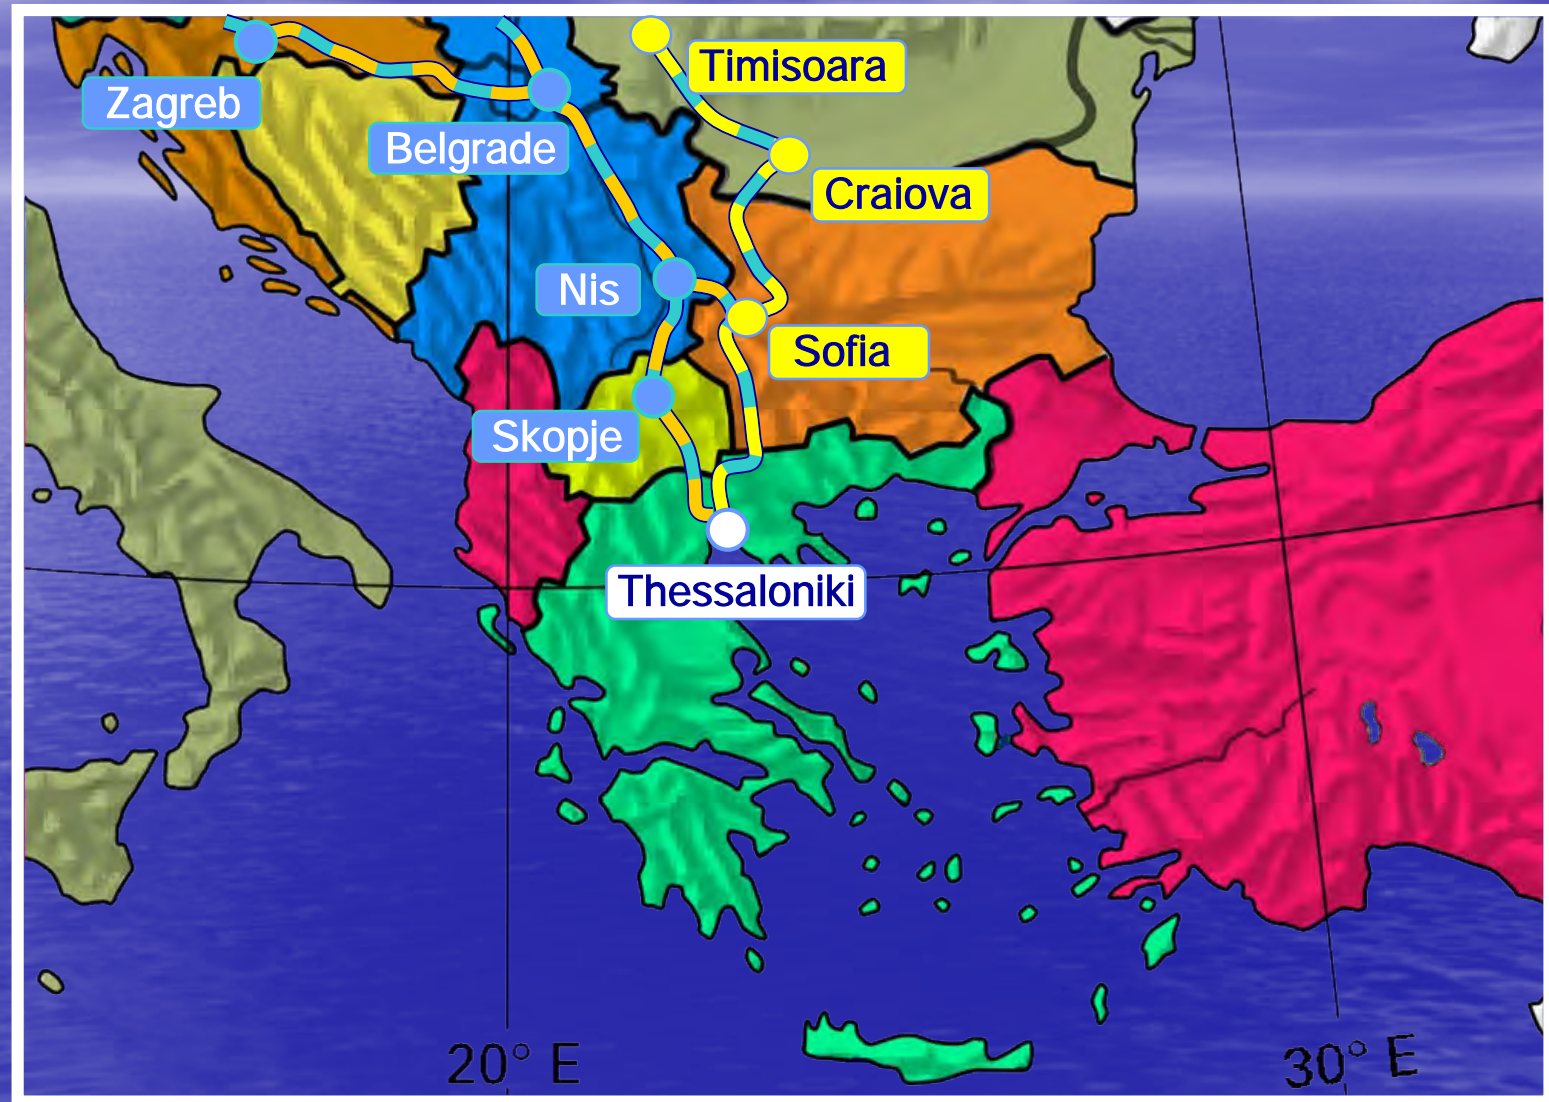 Timisoara
Zagreb
Belgrade
Craiova
Nis
Sofia
Skopje
Thessaloniki
20° E
30° E